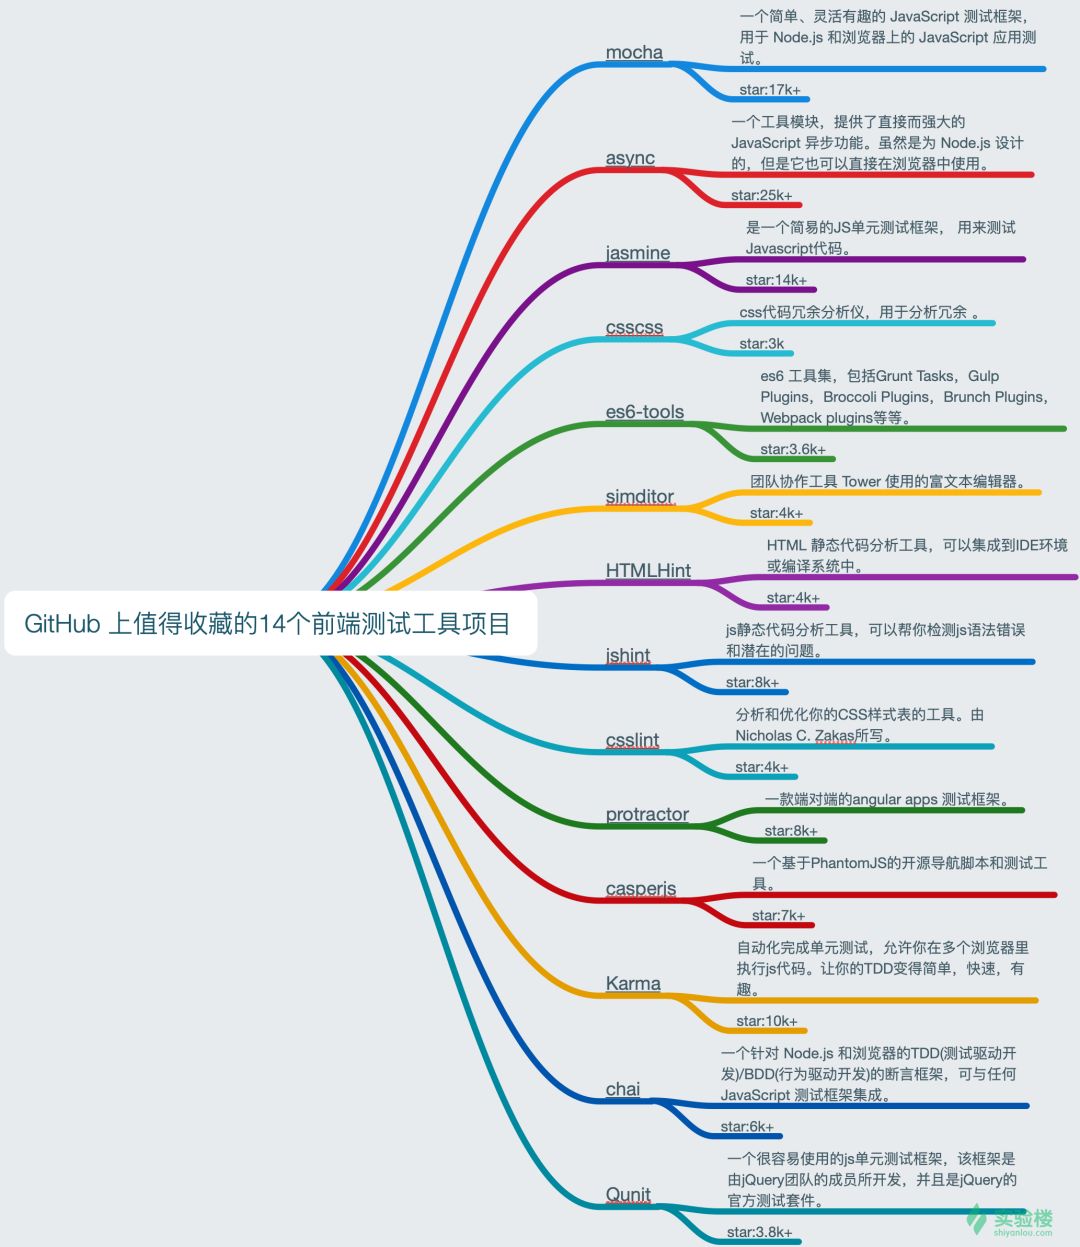 GitHub 上值得收藏的14个前端测试工具项目
mocha
一个简单、灵活有趣的 JavaScript 测试框架,
用于 Node.js 和浏览器上的 JavaScript 应用测
试。
star:17k+
async
一个工具模块，提供了直接而强大的
JavaScript 异步功能。虽然是为 Node.js 设计
的，但是它也可以直接在浏览器中使用。
star:25k+
jasmine
是一个简易的JS单元测试框架， 用来测试
Javascript代码。
star:14k+
csscss
css代码冗余分析仪，用于分析冗余 。
star:3k
es6-tools
es6 工具集，包括Grunt Tasks，Gulp
Plugins，Broccoli Plugins，Brunch Plugins，
Webpack plugins等等。
star:3.6k+
simditor
团队协作工具 Tower 使用的富文本编辑器。
star:4k+
HTMLHint
HTML 静态代码分析工具，可以集成到IDE环境
或编译系统中。
star:4k+
jshint
js静态代码分析工具，可以帮你检测js语法错误
和潜在的问题。
star:8k+
csslint
分析和优化你的CSS样式表的工具。由
Nicholas C. Zakas所写。
star:4k+
protractor
一款端对端的angular apps 测试框架。
star:8k+
casperjs
一个基于PhantomJS的开源导航脚本和测试工
具。
star:7k+
Karma
自动化完成单元测试，允许你在多个浏览器里
执行js代码。让你的TDD变得简单，快速，有
趣。
star:10k+
chai
一个针对 Node.js 和浏览器的TDD(测试驱动开
发)/BDD(行为驱动开发)的断言框架，可与任何
JavaScript 测试框架集成。
star:6k+
Qunit
一个很容易使用的js单元测试框架，该框架是
由jQuery团队的成员所开发，并且是jQuery的
官方测试套件。
star:3.8k+
实验楼
shiyanlou.com